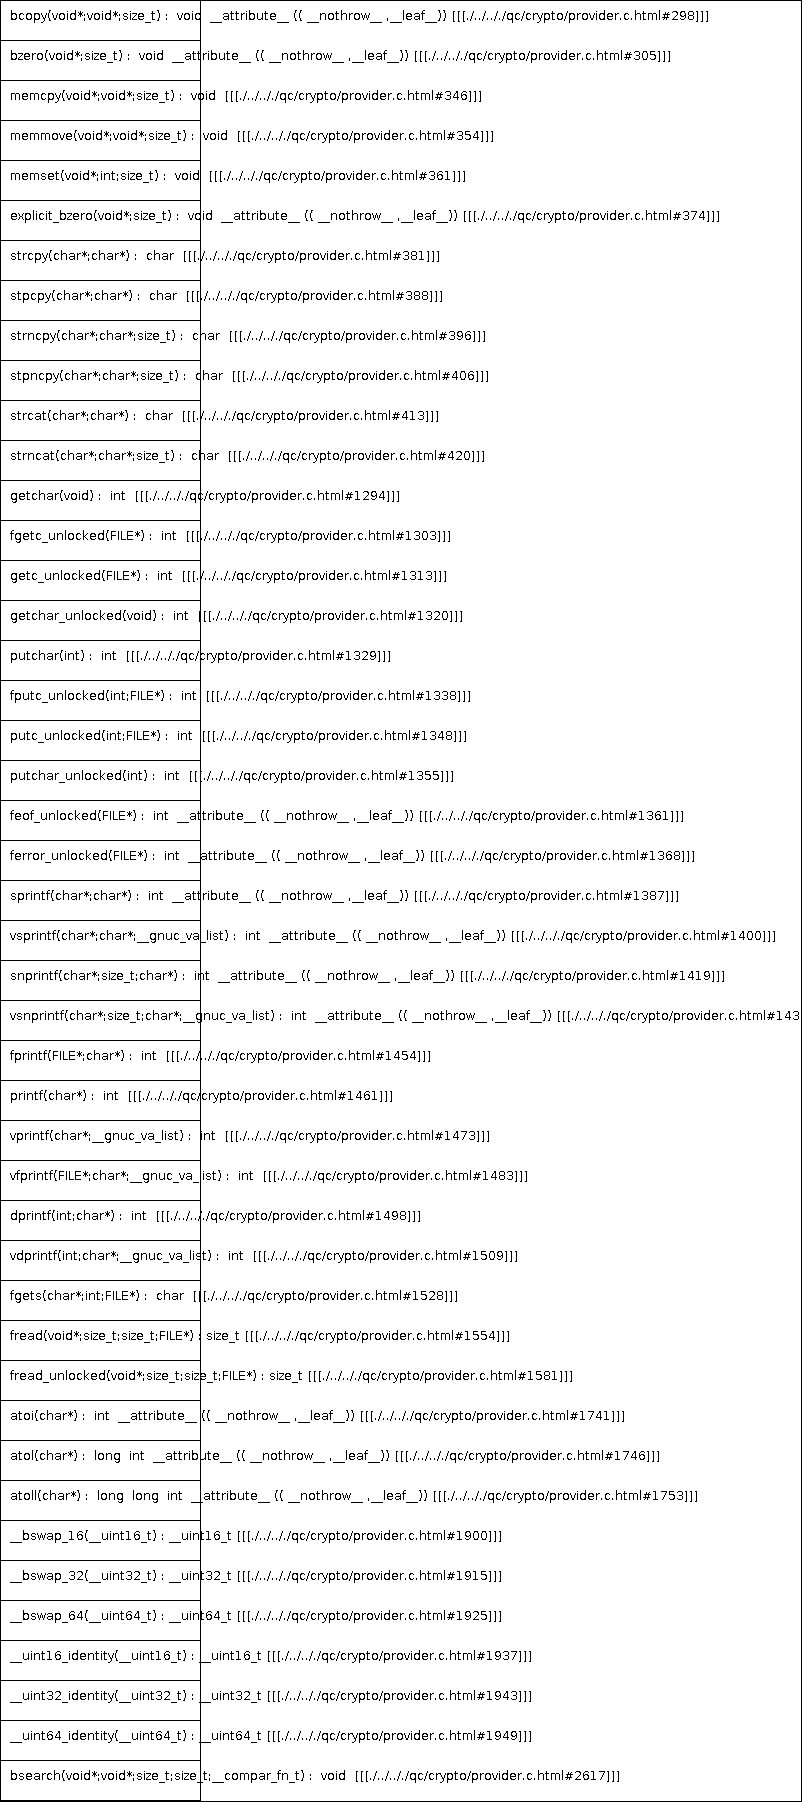 bcopy(void*;void*;size_t) : void __attribute__ (( __nothrow__ ,__leaf__)) [[[./../.././qc/crypto/provider.c.html#298]]]
bzero(void*;size_t) : void __attribute__ (( __nothrow__ ,__leaf__)) [[[./../.././qc/crypto/provider.c.html#305]]]
memcpy(void*;void*;size_t) : void [[[./../.././qc/crypto/provider.c.html#346]]]
memmove(void*;void*;size_t) : void [[[./../.././qc/crypto/provider.c.html#354]]]
memset(void*;int;size_t) : void [[[./../.././qc/crypto/provider.c.html#361]]]
explicit_bzero(void*;size_t) : void __attribute__ (( __nothrow__ ,__leaf__)) [[[./../.././qc/crypto/provider.c.html#374]]]
strcpy(char*;char*) : char [[[./../.././qc/crypto/provider.c.html#381]]]
stpcpy(char*;char*) : char [[[./../.././qc/crypto/provider.c.html#388]]]
strncpy(char*;char*;size_t) : char [[[./../.././qc/crypto/provider.c.html#396]]]
stpncpy(char*;char*;size_t) : char [[[./../.././qc/crypto/provider.c.html#406]]]
strcat(char*;char*) : char [[[./../.././qc/crypto/provider.c.html#413]]]
strncat(char*;char*;size_t) : char [[[./../.././qc/crypto/provider.c.html#420]]]
getchar(void) : int [[[./../.././qc/crypto/provider.c.html#1294]]]
fgetc_unlocked(FILE*) : int [[[./../.././qc/crypto/provider.c.html#1303]]]
getc_unlocked(FILE*) : int [[[./../.././qc/crypto/provider.c.html#1313]]]
getchar_unlocked(void) : int [[[./../.././qc/crypto/provider.c.html#1320]]]
putchar(int) : int [[[./../.././qc/crypto/provider.c.html#1329]]]
fputc_unlocked(int;FILE*) : int [[[./../.././qc/crypto/provider.c.html#1338]]]
putc_unlocked(int;FILE*) : int [[[./../.././qc/crypto/provider.c.html#1348]]]
putchar_unlocked(int) : int [[[./../.././qc/crypto/provider.c.html#1355]]]
feof_unlocked(FILE*) : int __attribute__ (( __nothrow__ ,__leaf__)) [[[./../.././qc/crypto/provider.c.html#1361]]]
ferror_unlocked(FILE*) : int __attribute__ (( __nothrow__ ,__leaf__)) [[[./../.././qc/crypto/provider.c.html#1368]]]
sprintf(char*;char*) : int __attribute__ (( __nothrow__ ,__leaf__)) [[[./../.././qc/crypto/provider.c.html#1387]]]
vsprintf(char*;char*;__gnuc_va_list) : int __attribute__ (( __nothrow__ ,__leaf__)) [[[./../.././qc/crypto/provider.c.html#1400]]]
snprintf(char*;size_t;char*) : int __attribute__ (( __nothrow__ ,__leaf__)) [[[./../.././qc/crypto/provider.c.html#1419]]]
vsnprintf(char*;size_t;char*;__gnuc_va_list) : int __attribute__ (( __nothrow__ ,__leaf__)) [[[./../.././qc/crypto/provider.c.html#143
fprintf(FILE*;char*) : int [[[./../.././qc/crypto/provider.c.html#1454]]]
printf(char*) : int [[[./../.././qc/crypto/provider.c.html#1461]]]
vprintf(char*;__gnuc_va_list) : int [[[./../.././qc/crypto/provider.c.html#1473]]]
vfprintf(FILE*;char*;__gnuc_va_list) : int [[[./../.././qc/crypto/provider.c.html#1483]]]
dprintf(int;char*) : int [[[./../.././qc/crypto/provider.c.html#1498]]]
vdprintf(int;char*;__gnuc_va_list) : int [[[./../.././qc/crypto/provider.c.html#1509]]]
fgets(char*;int;FILE*) : char [[[./../.././qc/crypto/provider.c.html#1528]]]
fread(void*;size_t;size_t;FILE*) : size_t [[[./../.././qc/crypto/provider.c.html#1554]]]
fread_unlocked(void*;size_t;size_t;FILE*) : size_t [[[./../.././qc/crypto/provider.c.html#1581]]]
atoi(char*) : int __attribute__ (( __nothrow__ ,__leaf__)) [[[./../.././qc/crypto/provider.c.html#1741]]]
atol(char*) : long int __attribute__ (( __nothrow__ ,__leaf__)) [[[./../.././qc/crypto/provider.c.html#1746]]]
atoll(char*) : long long int __attribute__ (( __nothrow__ ,__leaf__)) [[[./../.././qc/crypto/provider.c.html#1753]]]
__bswap_16(__uint16_t) : __uint16_t [[[./../.././qc/crypto/provider.c.html#1900]]]
__bswap_32(__uint32_t) : __uint32_t [[[./../.././qc/crypto/provider.c.html#1915]]]
__bswap_64(__uint64_t) : __uint64_t [[[./../.././qc/crypto/provider.c.html#1925]]]
__uint16_identity(__uint16_t) : __uint16_t [[[./../.././qc/crypto/provider.c.html#1937]]]
__uint32_identity(__uint32_t) : __uint32_t [[[./../.././qc/crypto/provider.c.html#1943]]]
__uint64_identity(__uint64_t) : __uint64_t [[[./../.././qc/crypto/provider.c.html#1949]]]
bsearch(void*;void*;size_t;size_t;__compar_fn_t) : void [[[./../.././qc/crypto/provider.c.html#2617]]]